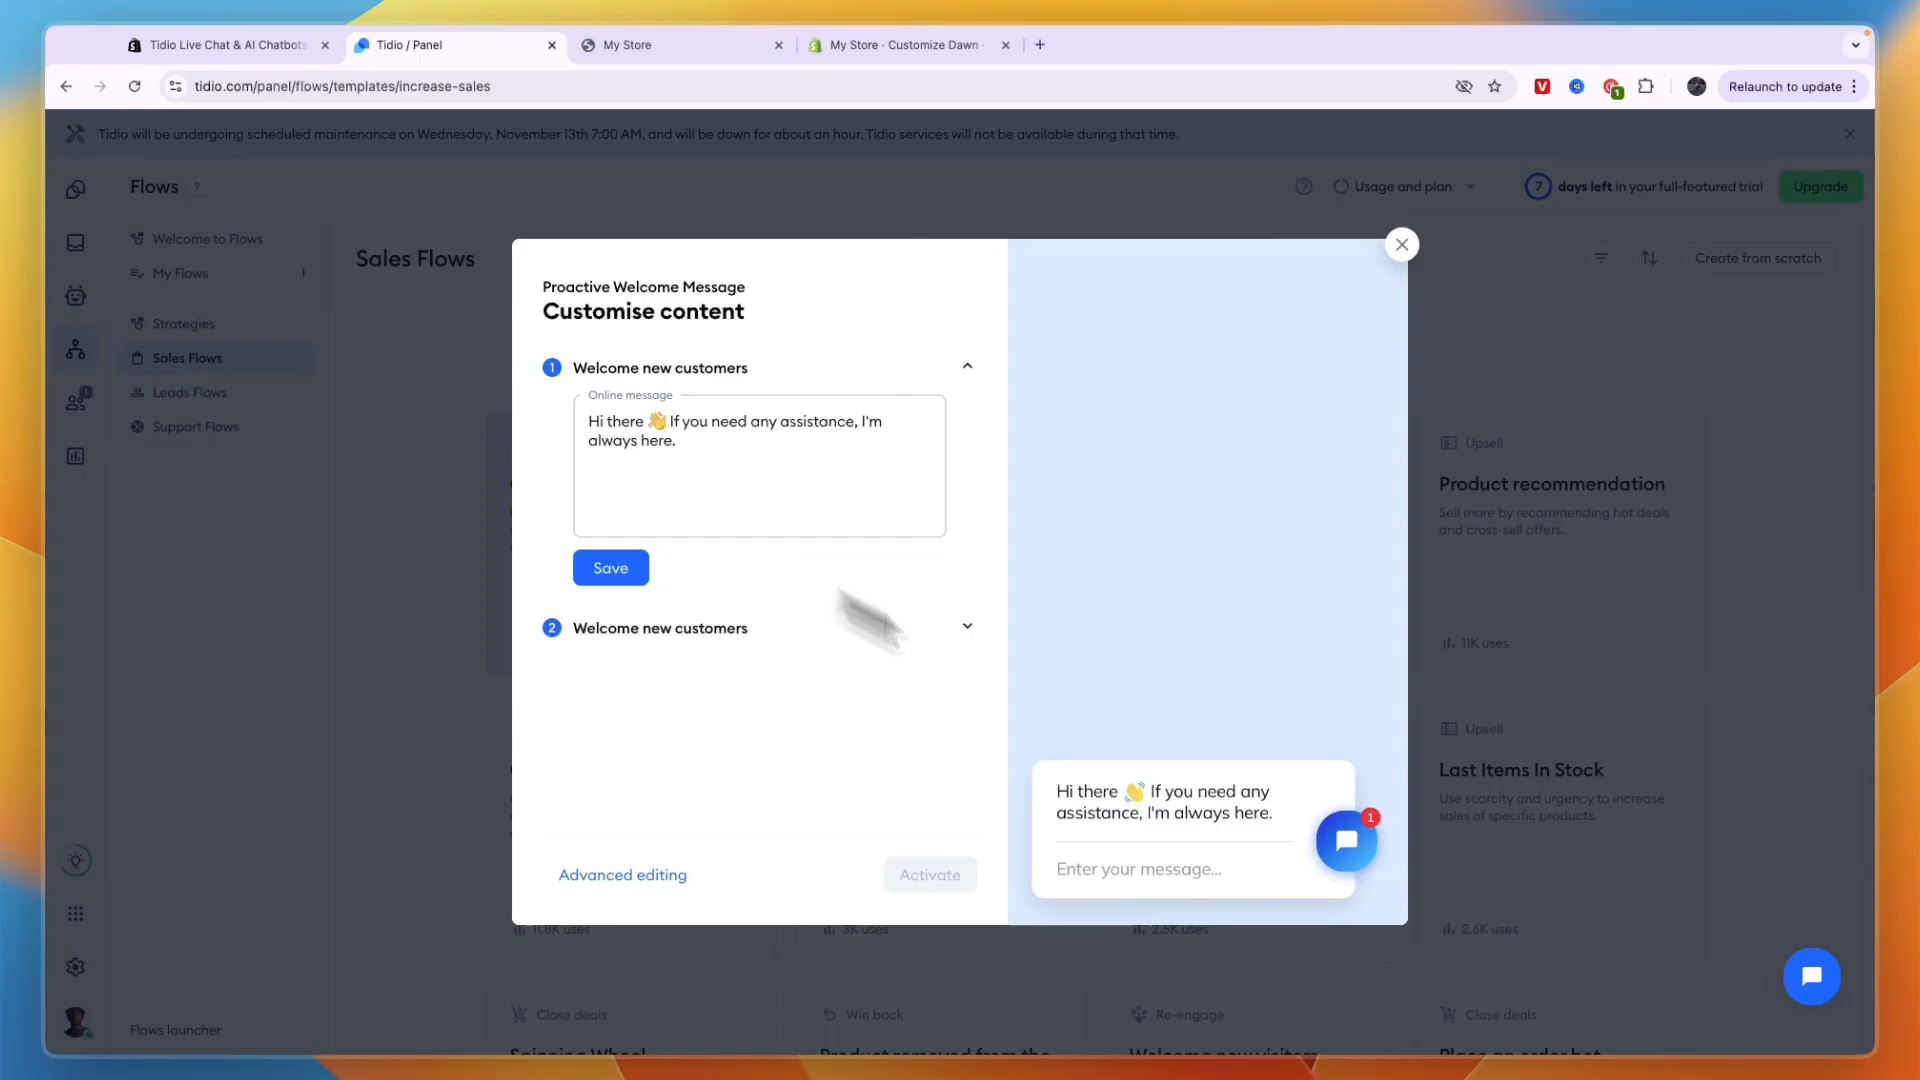 Tidio Live Chat & AI Chatbots
Tidio / Panel
My Store
My Store · Customize Dawn ·
tidio.com/panel/flows/templates/increase-sales
1
Relaunch to update
Tidio will be undergoing scheduled maintenance on Wednesday, November 13th 7:00 AM, and will be down for about an hour. Tidio services will not be available during that time.
Flows ?
Usage and plan
7 days left in your full-featured trial
Upgrade
Welcome to Flows
My Flows 1
Strategies
Sales Flows
Leads Flows
1
Support Flows
Flows launcher
Sales Flows
Create from scratch
Proactive Welcome Message
Customise content
1 Welcome new customers
Online message
Hi there 👋 If you need any assistance, I'm
always here.
Save
2 Welcome new customers
Advanced editing
Activate
Hi there 👋 If you need any
assistance, I'm always here.
Enter your message...
1
Upsell
Product recommendation
Sell more by recommending hot deals
and cross-sell offers.
11K uses
Upsell
Last Items In Stock
Use scarcity and urgency to increase
sales of specific products.
11.8K uses
3K uses
2.5K uses
2.6K uses
Close deals
Win back
Re-engage
Close deals
Spinning Wheel
Product removed from the
Welcome new visitors
Place an order bot